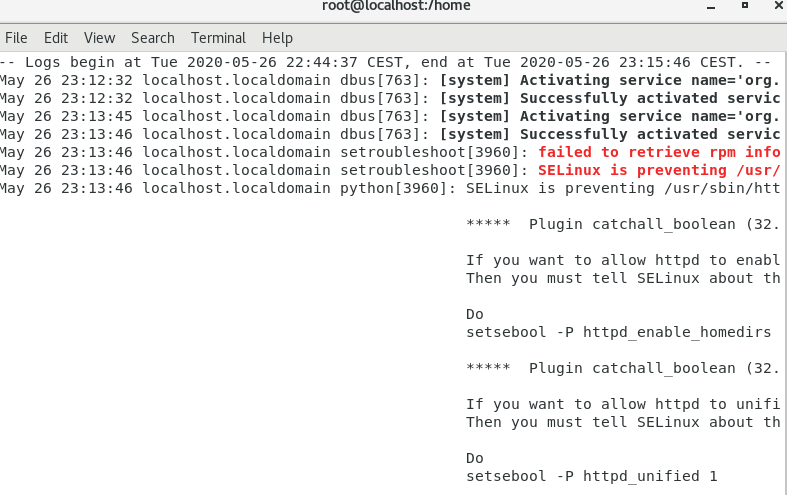 root@localhost:/home
File Edit View Search Terminal Help
-- Logs begin at Tue 2020-05-26 22:44:37 CEST, end at Tue 2020-05-26 23:15:46 CEST. --
May 26 23:12:32 localhost.localdomain dbus[763]: [system] Activating service name='org.
May 26 23:12:32 localhost.localdomain dbus[763]: [system] Successfully activated servic
May 26 23:13:45 localhost.localdomain dbus[763]: [system] Activating service name='org.
May 26 23:13:46 localhost.localdomain dbus[763]: [system] Successfully activated servic
May 26 23:13:46 localhost.localdomain setroubleshoot[3960]: failed to retrieve rpm info
May 26 23:13:46 localhost.localdomain setroubleshoot[3960]: SELinux is preventing /usr/
May 26 23:13:46 localhost.localdomain python[3960]: SELinux is preventing /usr/sbin/htt
***** Plugin catchall_boolean (32.
If you want to allow httpd to enabl
Then you must tell SELinux about th
Do
setsebool -P httpd_enable_homedirs
***** Plugin catchall_boolean (32.
If you want to allow httpd to unifi
Then you must tell SELinux about th
Do
setsebool -P httpd_unified 1